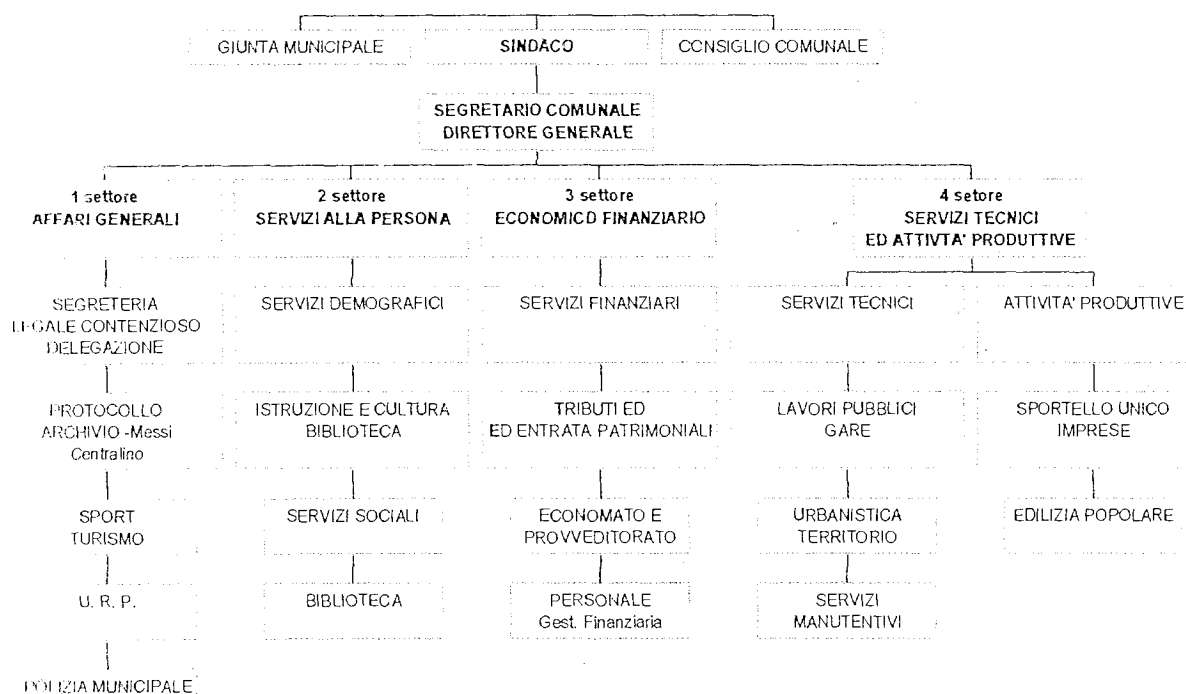 GIUNTA MUNICIPALE
SINDACO
CONSIGLIO COMUNALE
SEGRETARIO COMUNALE
DIRETTORE GENERALE
1 settore
AFFARI GENERALI
2 settore
SERVIZI ALLA PERSONA
3 settore
ECONOMICO FINANZIARIO
4 setore
SERVIZI TECNICI
ED ATTIVTA' PRODUTTIVE
SEGRETERIA
LEGALE CONTENZIOSO
DELEGAZIONE
SERVIZI DEMOGRAFICI
SERVIZI FINANZIARI
SERVIZI TECNICI
ATTIVITA' PRODUTTIVE
PROTOCOLLO
ARCHIVIO -Messi
Centralino
ISTRUZIONE E CULTURA
BIBLIOTECA
TRIBUTI ED
ED ENTRATA PATRIMONIALI
LAVORI PUBBLICI
GARE
SPORTELLO UNICO
IMPRESE
SPORT
TURISMO
SERVIZI SOCIALI
ECONOMATO E
PROVVEDITORATO
URBANISTICA
TERRITORIO
EDILIZIA POPOLARE
U. R. P.
BIBLIOTECA
PERSONALE
Gest. Finanziaria
SERVIZI
MANUTENTIVI
POLIZIA MUNICIPALE